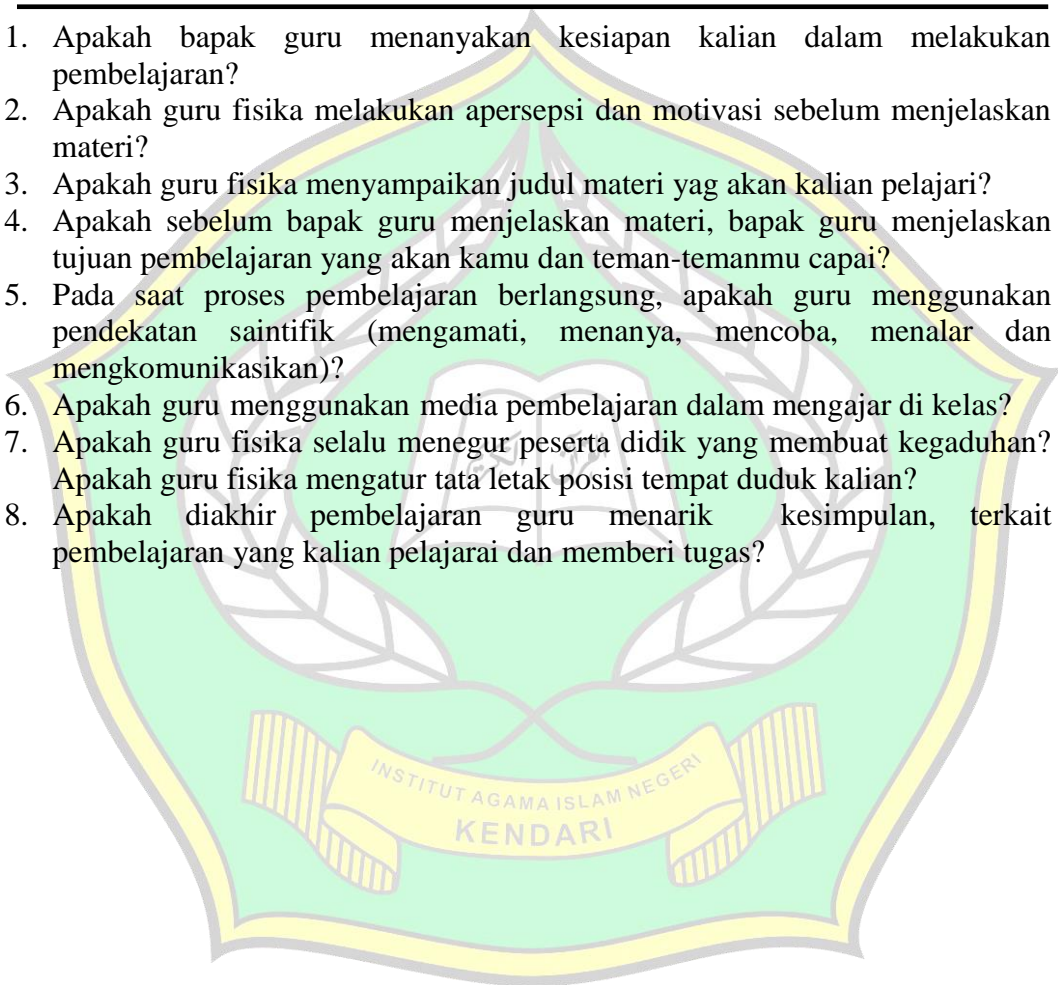 1. Apakah bapak guru menanyakan kesiapan kalian dalam melakukan
pembelajaran?
2. Apakah guru fisika melakukan apersepsi dan motivasi sebelum menjelaskan
materi?
3. Apakah guru fisika menyampaikan judul materi yag akan kalian pelajari?
4. Apakah sebelum bapak guru menjelaskan materi, bapak guru menjelaskan
tujuan pembelajaran yang akan kamu dan teman-temanmu capai?
5. Pada saat proses pembelajaran berlangsung, apakah guru menggunakan
pendekatan saintifik (mengamati, menanya, mencoba, menalar dan
mengkomunikasikan)?
6. Apakah guru menggunakan media pembelajaran dalam mengajar di kelas?
7. Apakah guru fisika selalu menegur peserta didik yang membuat kegaduhan?
Apakah guru fisika mengatur tata letak posisi tempat duduk kalian?
8. Apakah diakhir pembelajaran guru menarik kesimpulan, terkait
pembelajaran yang kalian pelajarai dan memberi tugas?
INSTITUT AGAMA ISLAM NEGERI
KENDARI